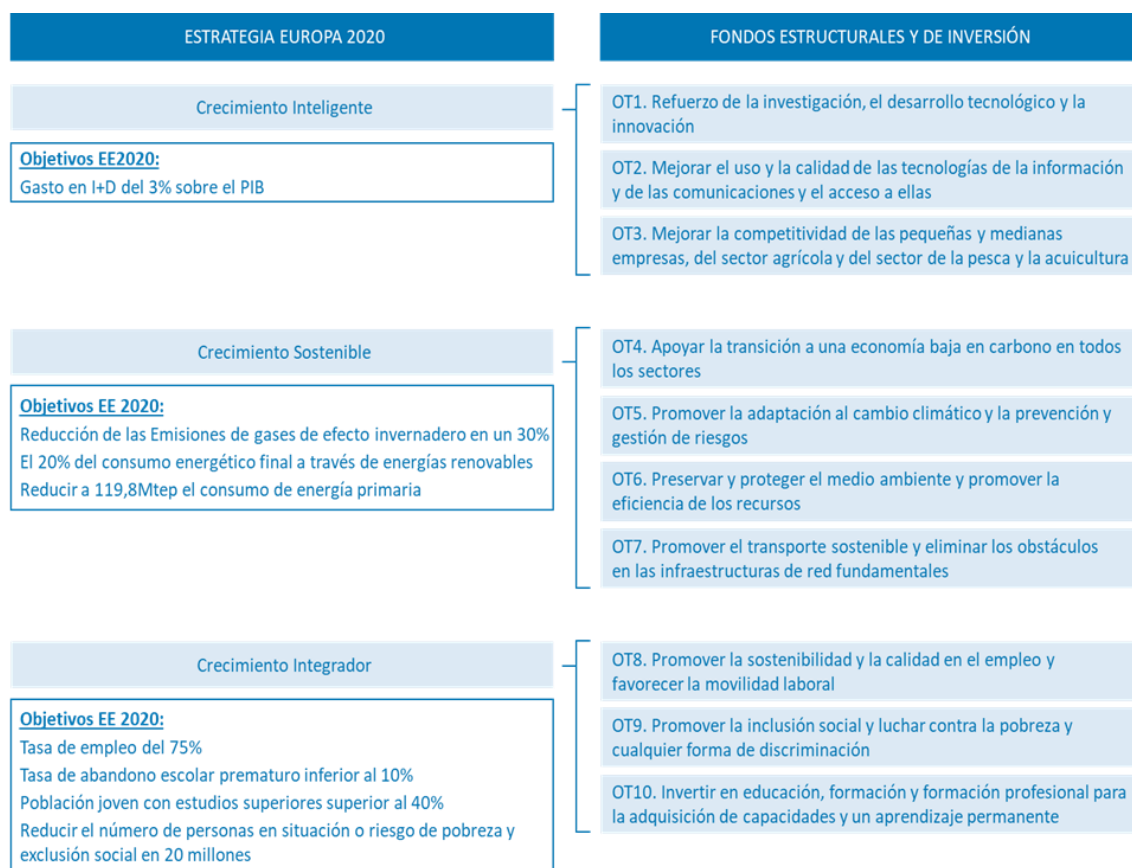 ESTRATEGIA EUROPA 2020
FONDOS ESTRUCTURALES Y DE INVERSIÓN
Crecimiento Inteligente
Objetivos EE2020:
Gasto en I+D del 3% sobre el PIB
OT1. Refuerzo de la investigación, el desarrollo tecnológico y la
innovación
OT2. Mejorar el uso y la calidad de las tecnologías de la información
y de las comunicaciones y el acceso a ellas
OT3. Mejorar la competitividad de las pequeñas y medianas
empresas, del sector agrícola y del sector de la pesca y la acuicultura
Crecimiento Sostenible
Objetivos EE 2020:
Reducción de las Emisiones de gases de efecto invernadero en un 30%
El 20% del consumo energético final a través de energías renovables
Reducir a 119,8Mtep el consumo de energía primaria
OT4. Apoyar la transición a una economía baja en carbono en todos
los sectores
OT5. Promover la adaptación al cambio climático y la prevención y
gestión de riesgos
OT6. Preservar y proteger el medio ambiente y promover la
eficiencia de los recursos
OT7. Promover el transporte sostenible y eliminar los obstáculos
en las infraestructuras de red fundamentales
Crecimiento Integrador
Objetivos EE 2020:
Tasa de empleo del 75%
Tasa de abandono escolar prematuro inferior al 10%
Población joven con estudios superiores superior al 40%
Reducir el número de personas en situación o riesgo de pobreza y
exclusión social en 20 millones
OT8. Promover la sostenibilidad y la calidad en el empleo y
favorecer la movilidad laboral
OT9. Promover la inclusión social y luchar contra la pobreza y
cualquier forma de discriminación
OT10. Invertir en educación, formación y formación profesional para
la adquisición de capacidades y un aprendizaje permanente